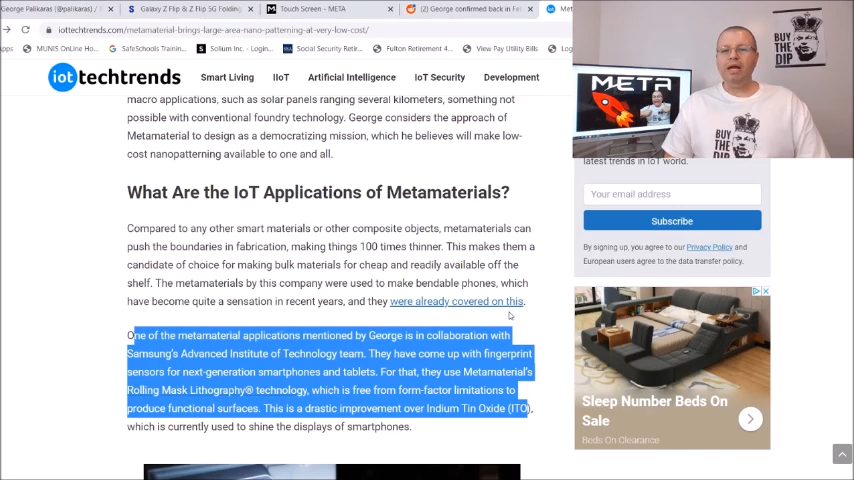 George Palikaras (@palikaras) / T
Galaxy Z Flip & Z Flip 5G Folding
Touch Screen - META
(2) George confirmed back in Feb
Met
iottechtrends.com/metamaterial-brings-large-area-nano-patterning-at-very-low-cost/
MUNIS Online Ho...
SafeSchools Trainin...
Solium Inc. - Login...
Social Security Retir...
Fulton Retirement 4...
View Pay Utility Bills
Log
iot techtrends
Smart Living
IIoT
Artificial Intelligence
IoT Security
Development
macro applications, such as solar panels ranging several kilometers, something not
possible with conventional foundry technology. George considers the approach of
Metamaterial to design as a democratizing mission, which he believes will make low-
cost nanopatterning available to one and all.
What Are the IoT Applications of Metamaterials?
Compared to any other smart materials or other composite objects, metamaterials can
push the boundaries in fabrication, making things 100 times thinner. This makes them a
candidate of choice for making bulk materials for cheap and readily available off the
shelf. The metamaterials by this company were used to make bendable phones, which
have become quite a sensation in recent years, and they were already covered on this.
One of the metamaterial applications mentioned by George is in collaboration with
Samsung's Advanced Institute of Technology team. They have come up with fingerprint
sensors for next-generation smartphones and tablets. For that, they use Metamaterial's
Rolling Mask Lithography® technology, which is free from form-factor limitations to
produce functional surfaces. This is a drastic improvement over Indium Tin Oxide (ITO),
which is currently used to shine the displays of smartphones.
META
BUY
THE
DIP
BUY
THE
DIP
latest trends in IoT world.
Email address
Subscribe
By signing up, you agree to our Privacy Policy and
European users agree to the data transfer policy.
Sleep Number Beds On
Sale
Beds On Clearance